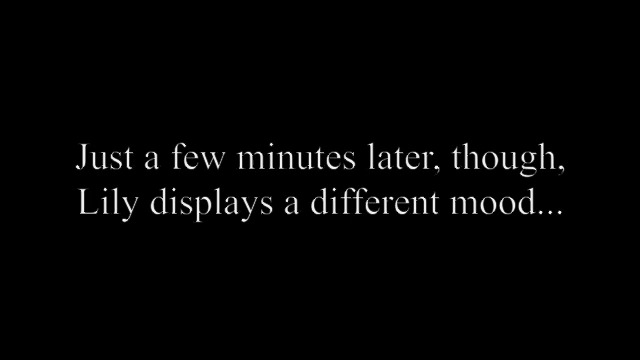 Just a few minutes later, though,
Lily displays a different mood...